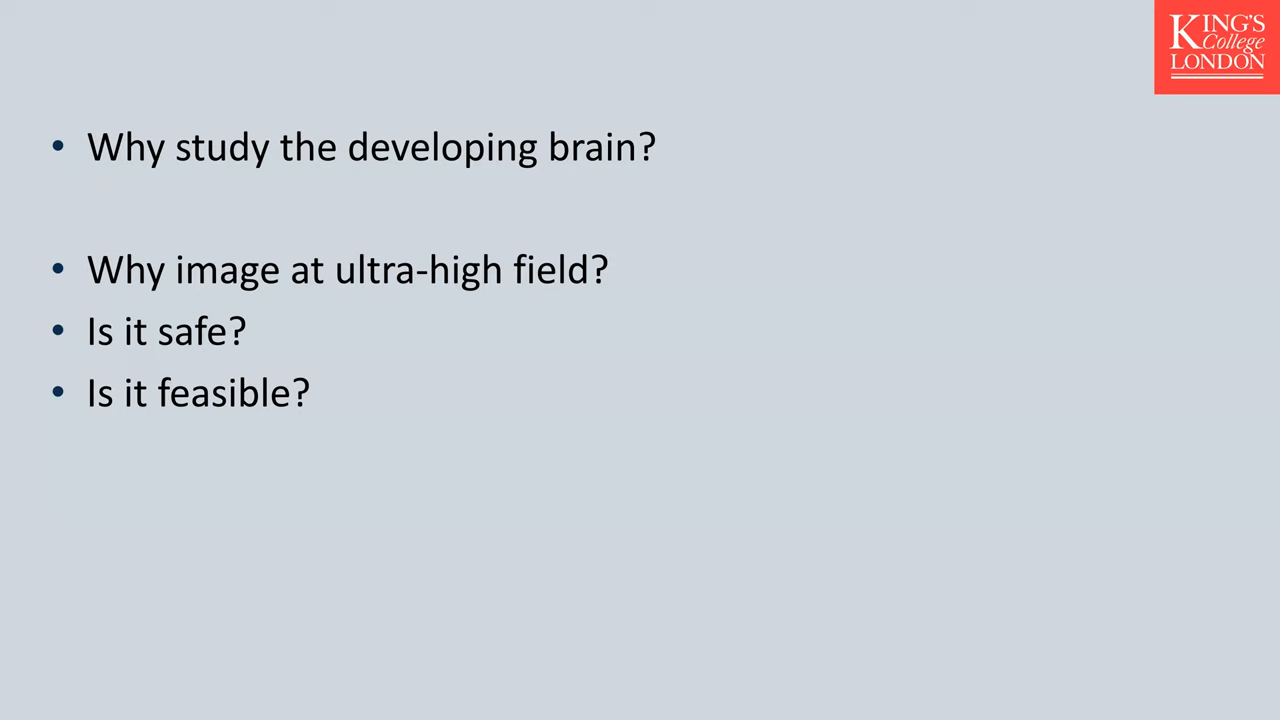 KING'S
College
LONDON
• Why study the developing brain?
• Why image at ultra-high field?
• Is it safe?
• Is it feasible?